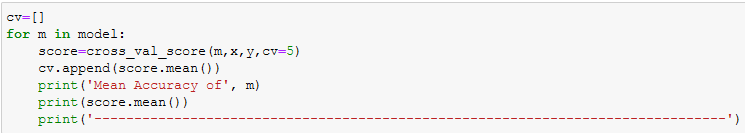 cv=[]
for m in model:
    score=cross_val_score(m,x,y,cv=5)
    cv.append(score.mean())
    print('Mean Accuracy of', m)
    print(score.mean())
    print('------------------------------------------------------------------------------')